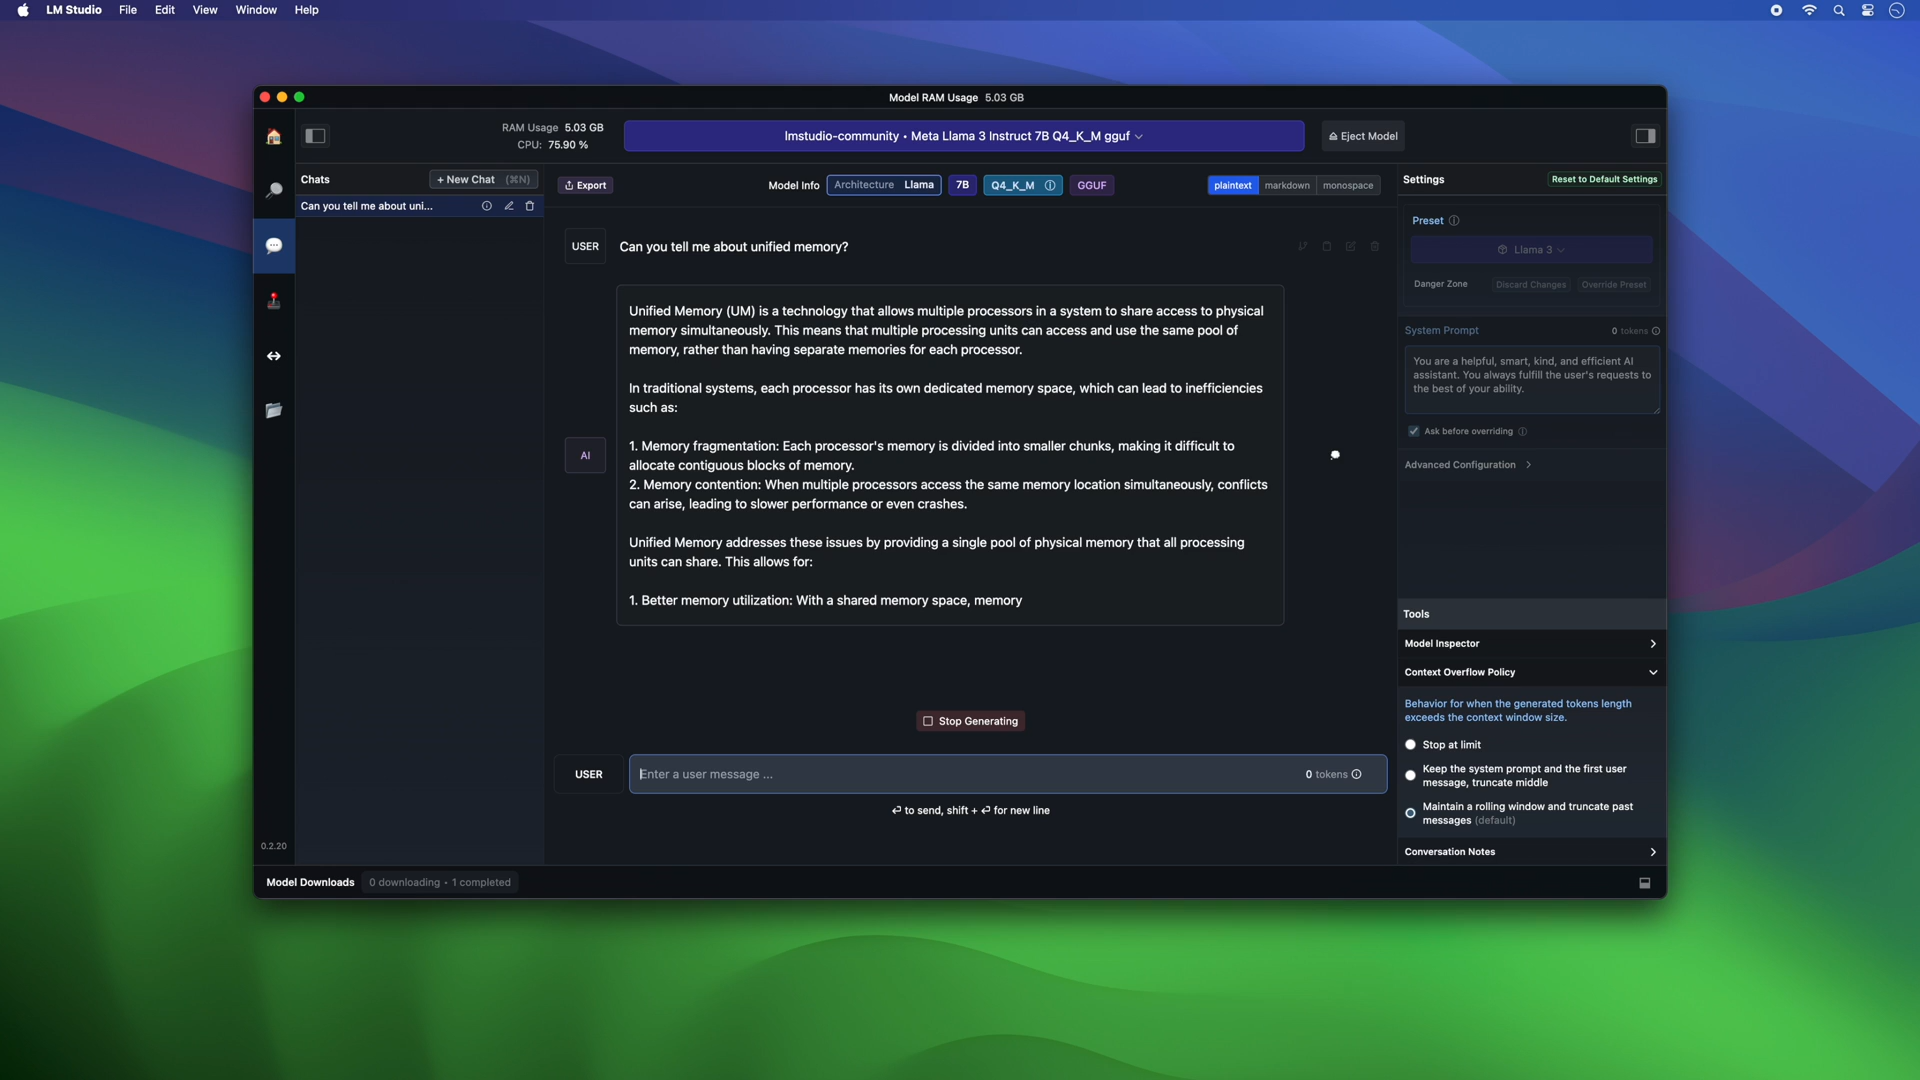 LM Studio File Edit View Window Help
Model RAM Usage 5.03 GB
RAM Usage 5.03 GB
CPU: 75.90 %
lmstudio-community • Meta Llama 3 Instruct 7B Q4_K_M gguf
Eject Model
Chats
+ New Chat (⌘N)
Can you tell me about uni...
Export
Model Info Architecture Llama 7B Q4_K_M GGUF
plaintext markdown monospace
USER
Can you tell me about unified memory?
AI
Unified Memory (UM) is a technology that allows multiple processors in a system to share access to physical
memory simultaneously. This means that multiple processing units can access and use the same pool of
memory, rather than having separate memories for each processor.
In traditional systems, each processor has its own dedicated memory space, which can lead to inefficiencies
such as:
1. Memory fragmentation: Each processor's memory is divided into smaller chunks, making it difficult to
allocate contiguous blocks of memory.
2. Memory contention: When multiple processors access the same memory location simultaneously, conflicts
can arise, leading to slower performance or even crashes.
Unified Memory addresses these issues by providing a single pool of physical memory that all processing
units can share. This allows for:
1. Better memory utilization: With a shared memory space, memory
Stop Generating
USER
Enter a user message ...
0 tokens
⏎ to send, shift + ⏎ for new line
Settings
Reset to Default Settings
Preset
Llama 3
Danger Zone Discard Changes Override Preset
System Prompt 0 tokens
You are a helpful, smart, kind, and efficient AI
assistant. You always fulfill the user's requests to
the best of your ability.
Ask before overriding
Advanced Configuration
Tools
Model Inspector
Context Overflow Policy
Behavior for when the generated tokens length
exceeds the context window size.
Stop at limit
Keep the system prompt and the first user
message, truncate middle
Maintain a rolling window and truncate past
messages (default)
Conversation Notes
0.2.20
Model Downloads 0 downloading • 1 completed